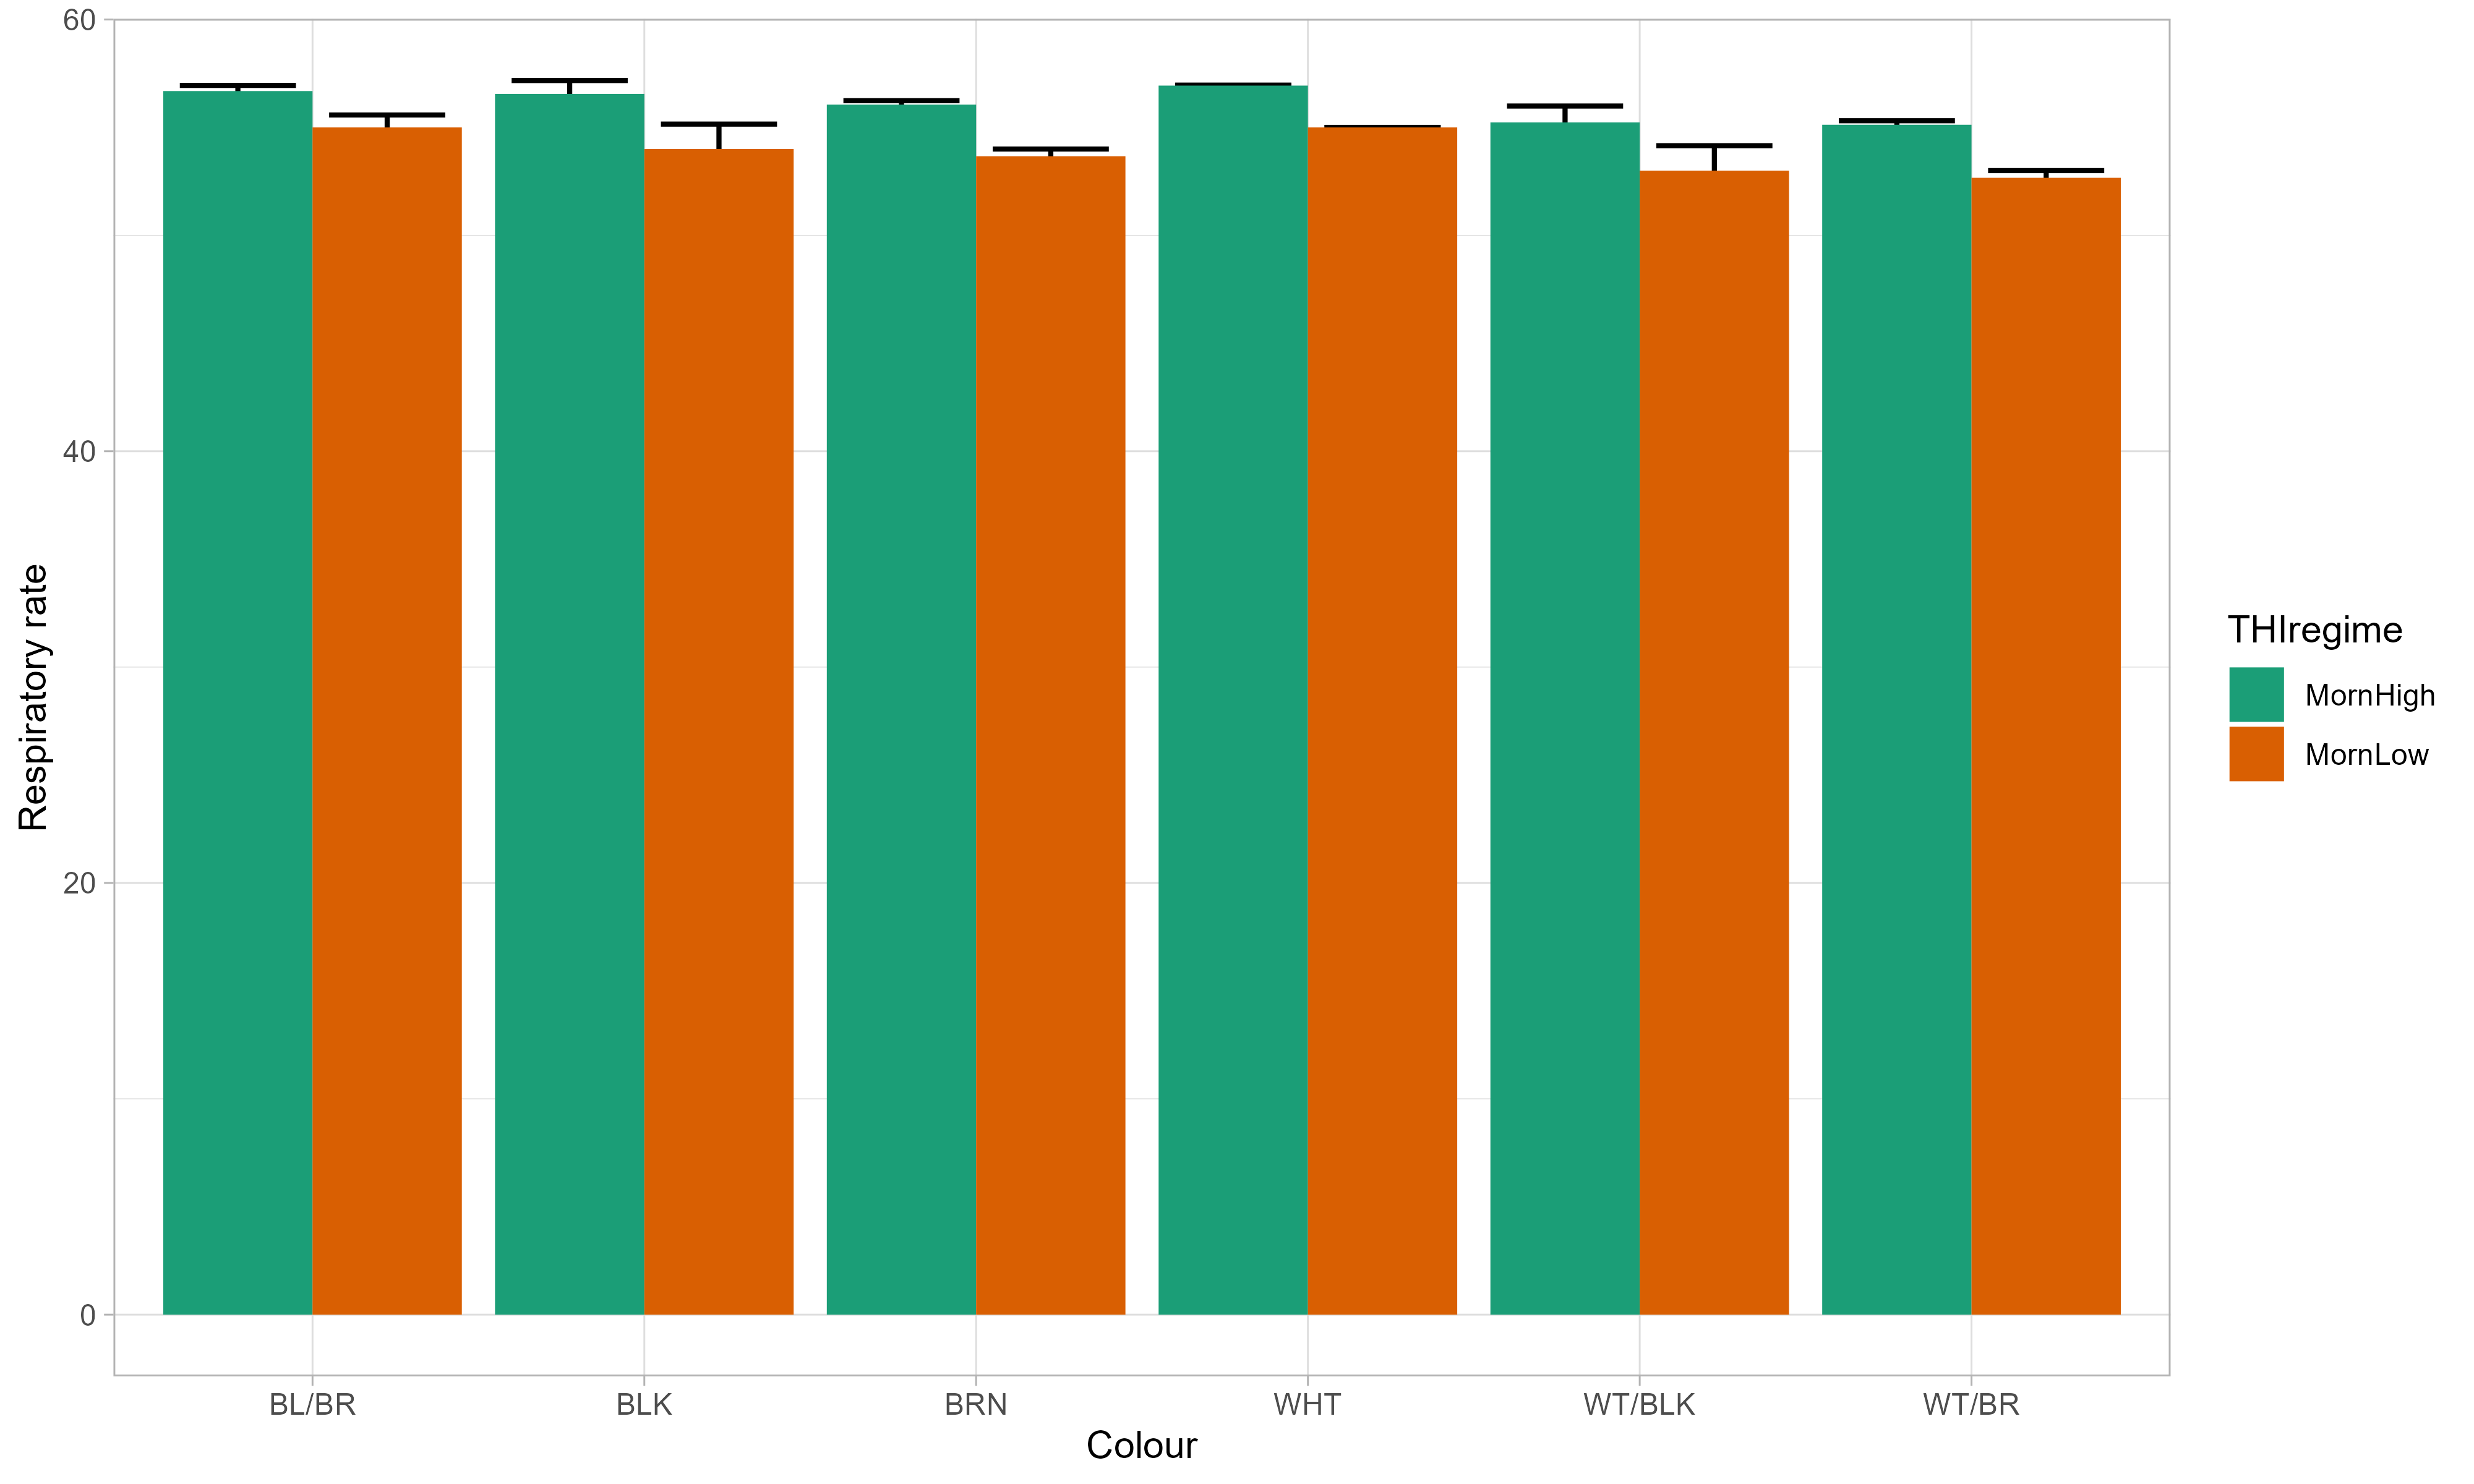 60
40
20
0
Respiratory rate
BL/BR
BLK
BRN
WHT
WT/BLK
WT/BR
Colour
THIregime
MornHigh
MornLow